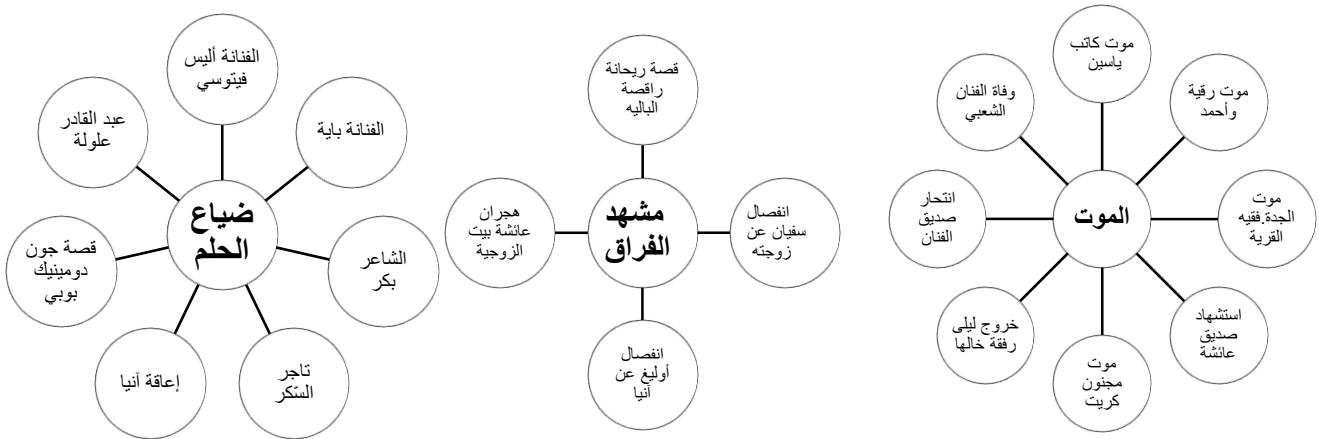 موت كاتب
ياسين
موت رقية
وأحمد
موت
الجدة.فقيه
القرية
استشهاد
صديق
عائشة
موت
مجنون
كريت
خروج ليلى
رفقة خالها
انتحار
صديق
الفنان
وفاة الفنان
الشعبي
الموت
قصة ريحانة
راقصة
الباليه
انفصال
سفيان عن
زوجته
انفصال
أوليغ عن
آنيا
هجران
عائشة بيت
الزوجية
مشهد
الفراق
الفنانة أليس
فيتوسي
الفنانة باية
الشاعر
بكر
تاجر
السّكر
إعاقة آنيا
قصة جون
دومينيك
بوبي
عبد القادر
علولة
ضياع
الحلم